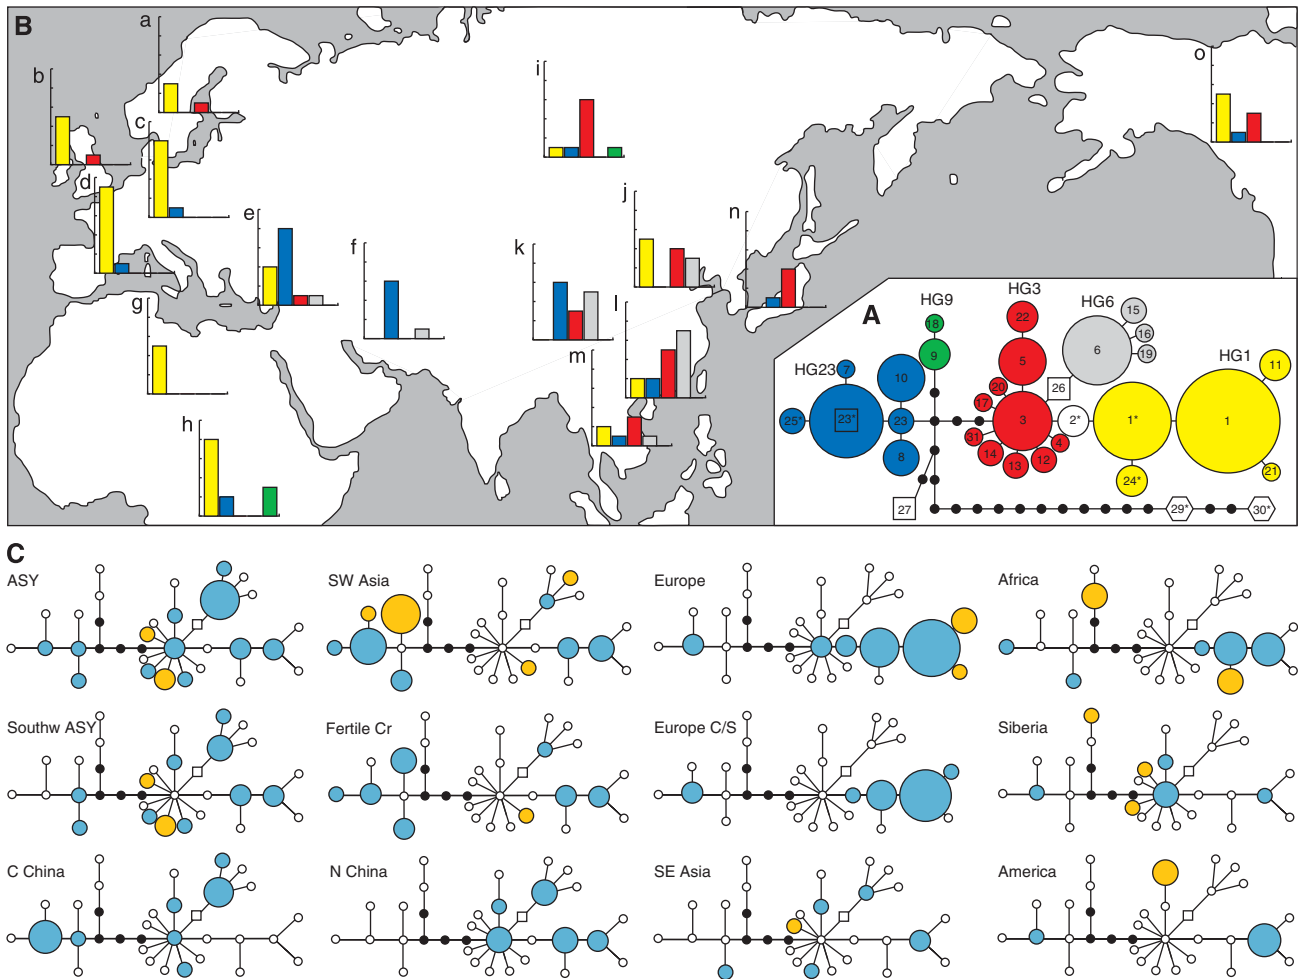 B
a
b
c
d
e
f
g
h
i
j
k
l
m
n
o
A
HG9
HG3
HG6
HG1
HG23
18
9
22
5
15
16
19
6
11
7
10
20
17
26
25*
23*
23
3
2*
1*
1
31
4
14
13
12
8
24*
21
27
29*
30*
C
ASY
SW Asia
Europe
Africa
Southw ASY
Fertile Cr
Europe C/S
Siberia
C China
N China
SE Asia
America